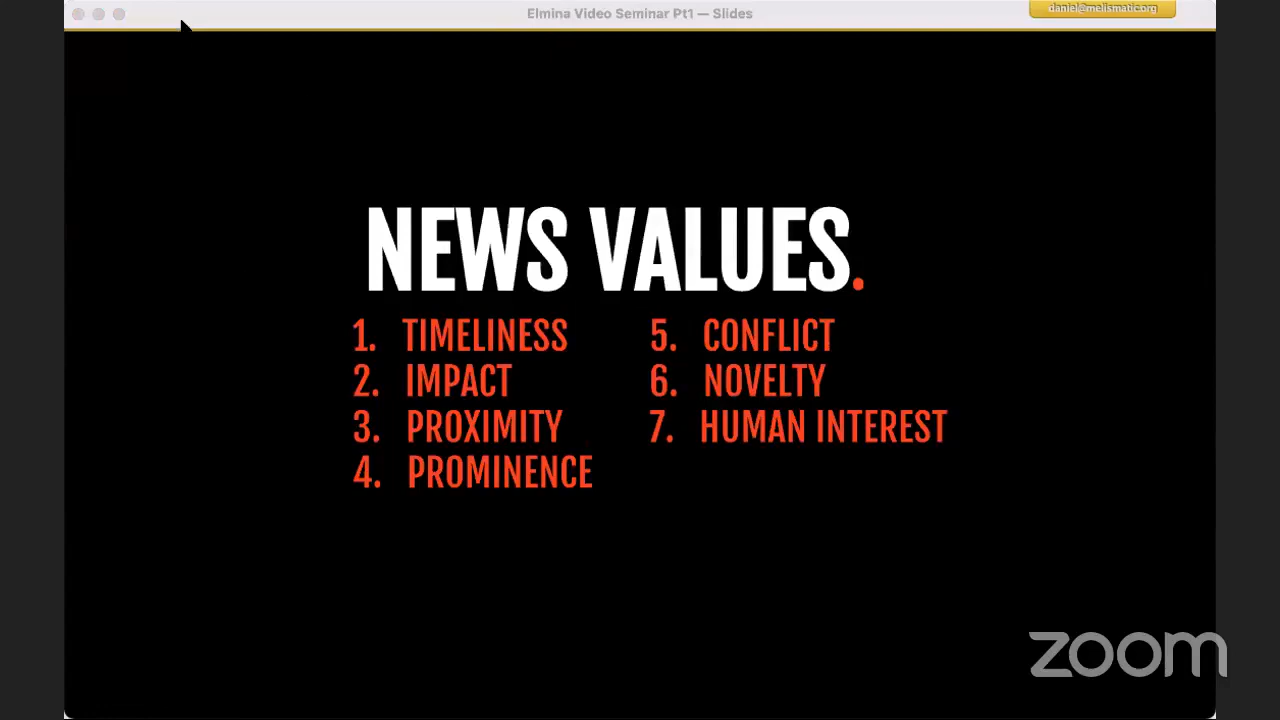 Elmina Video Seminar Pt1 — Slides
daniel@melismatic.org
NEWS VALUES.
1. TIMELINESS
2. IMPACT
3. PROXIMITY
4. PROMINENCE
5. CONFLICT
6. NOVELTY
7. HUMAN INTEREST
zoom